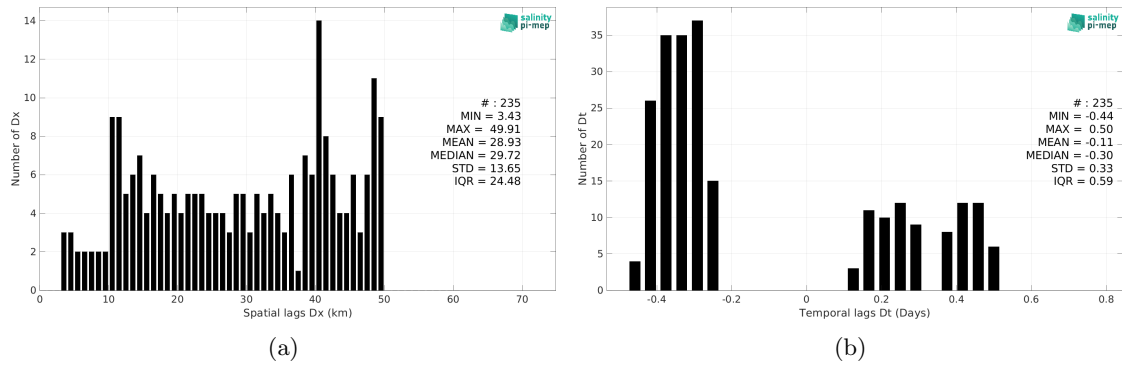 salinity
pi-mep
14
12
10
8
6
4
2
0
Number of Dx
# : 235
MIN = 3.43
MAX = 49.91
MEAN = 28.93
MEDIAN = 29.72
STD = 13.65
IQR = 24.48
0 10 20 30 40 50 60 70
Spatial lags Dx (km)
(a)
salinity
pi-mep
35
30
25
20
15
10
5
0
Number of Dt
# : 235
MIN = -0.44
MAX = 0.50
MEAN = -0.11
MEDIAN = -0.30
STD = 0.33
IQR = 0.59
-0.4 -0.2 0 0.2 0.4 0.6 0.8
Temporal lags Dt (Days)
(b)